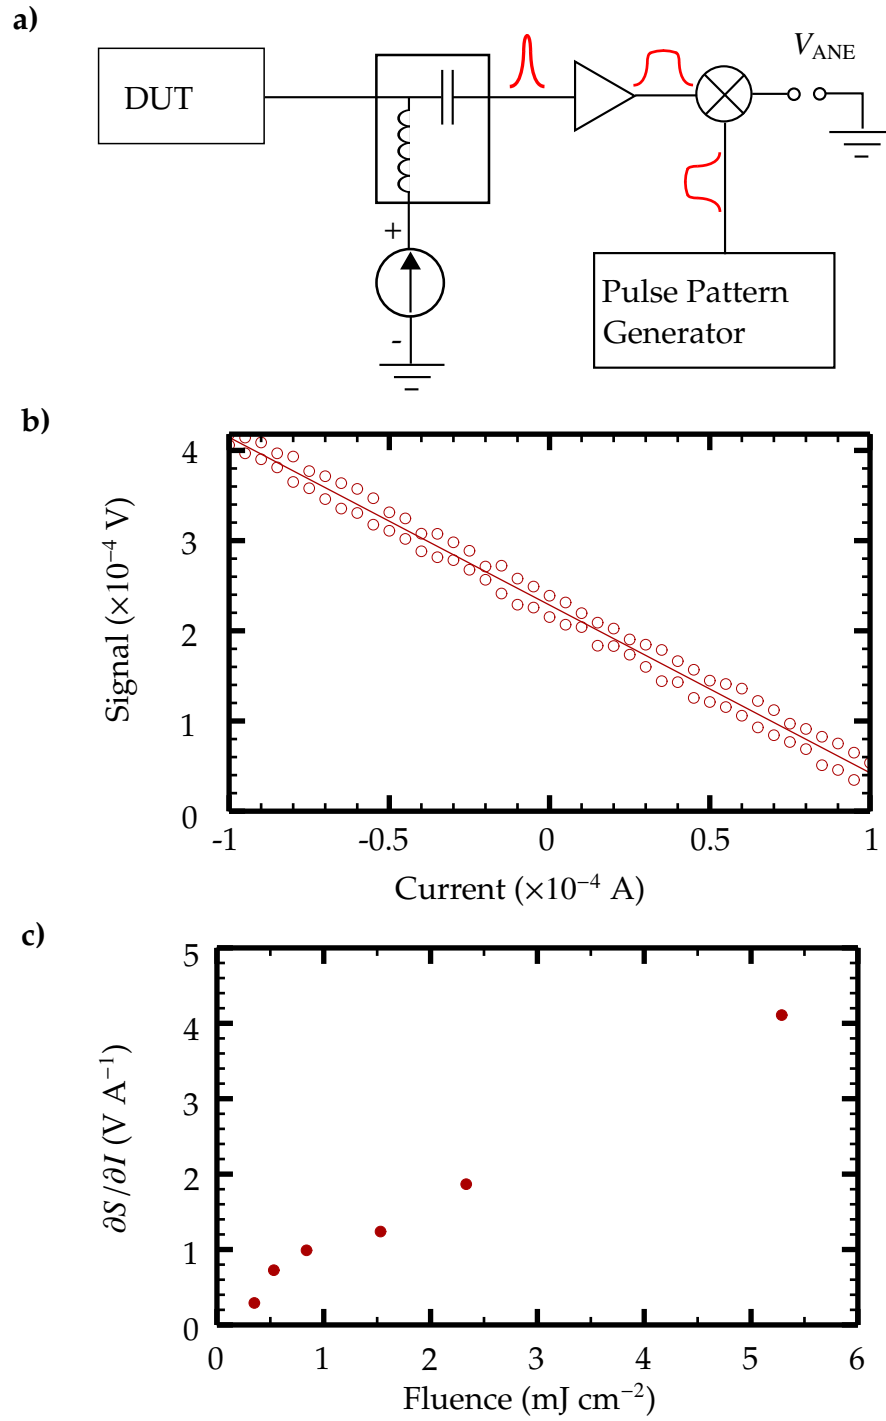 a)
DUT
V_ANE
+
-
Pulse Pattern
Generator
b)
4
3
2
1
0
Signal (×10⁻⁴ V)
-1 -0.5 0 0.5 1
Current (×10⁻⁴ A)
c)
5
4
3
2
1
0
∂S/∂I (V A⁻¹)
0 1 2 3 4 5 6
Fluence (mJ cm⁻²)